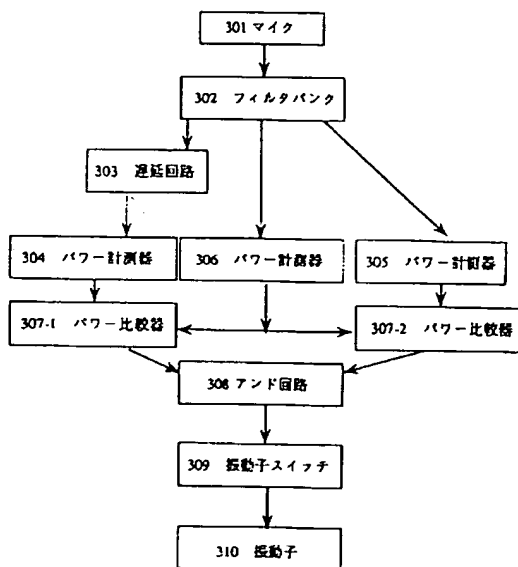 301 マイク
302 フィルタバンク
303 遅延回路
304 パワー計測器
306 パワー計測器
305 パワー計測器
307-1 パワー比較器
307-2 パワー比較器
308 アンド回路
309 振動子スイッチ
310 振動子